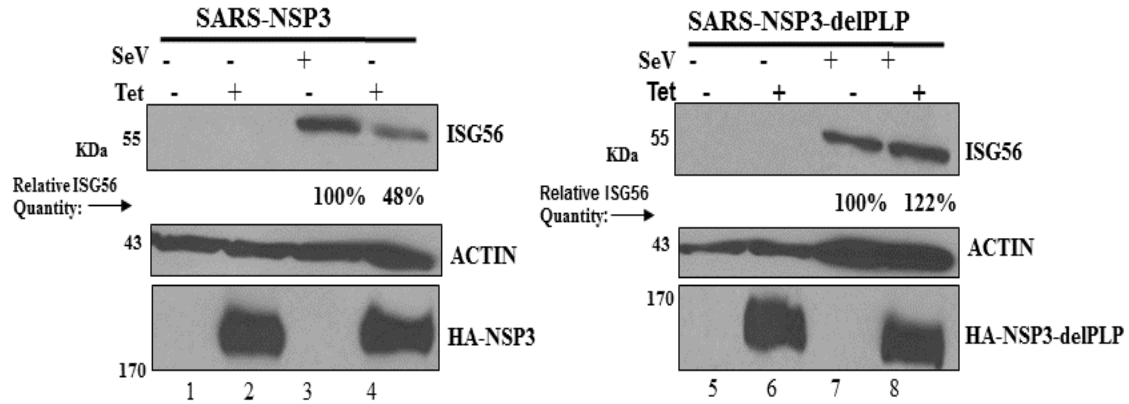 SARS-NSP3
SeV - - + -
Tet - + - +
55
KDa
ISG56
Relative ISG56
Quantity: 100% 48%
43
ACTIN
HA-NSP3
170
1 2 3 4
SARS-NSP3-delPLP
SeV - - + +
Tet - + - +
55
KDa
ISG56
Relative ISG56
Quantity: 100% 122%
43
ACTIN
170
HA-NSP3-delPLP
5 6 7 8